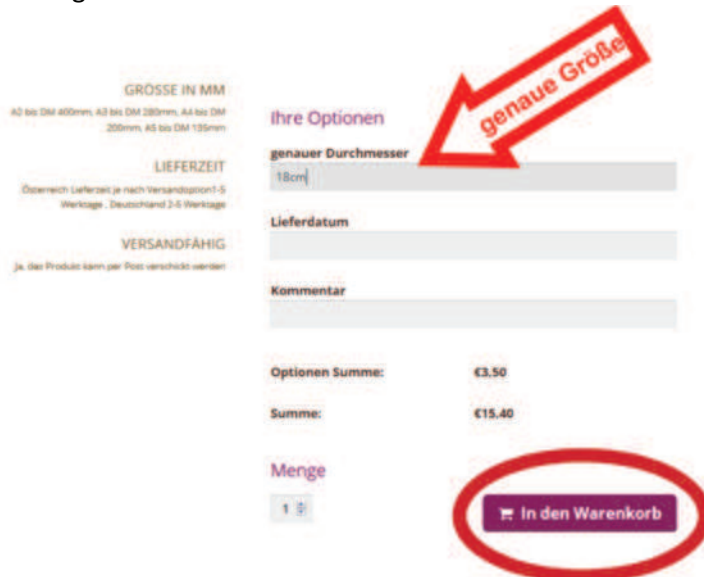 GRÖSSE IN MM
A2 bis DM 400mm, A3 bis DM 280mm, A4 bis DM
200mm, A5 bis DM 135mm
LIEFERZEIT
Österreich Lieferzeit je nach Versandoption1-5
Werktage , Deutschland 2-5 Werktage
VERSANDFÄHIG
Ja, das Produkt kann per Post verschickt werden
genaue Größe
Ihre Optionen
genauer Durchmesser
18cm
Lieferdatum
Kommentar
Optionen Summe: €3,50
Summe: €15,40
Menge
1
In den Warenkorb